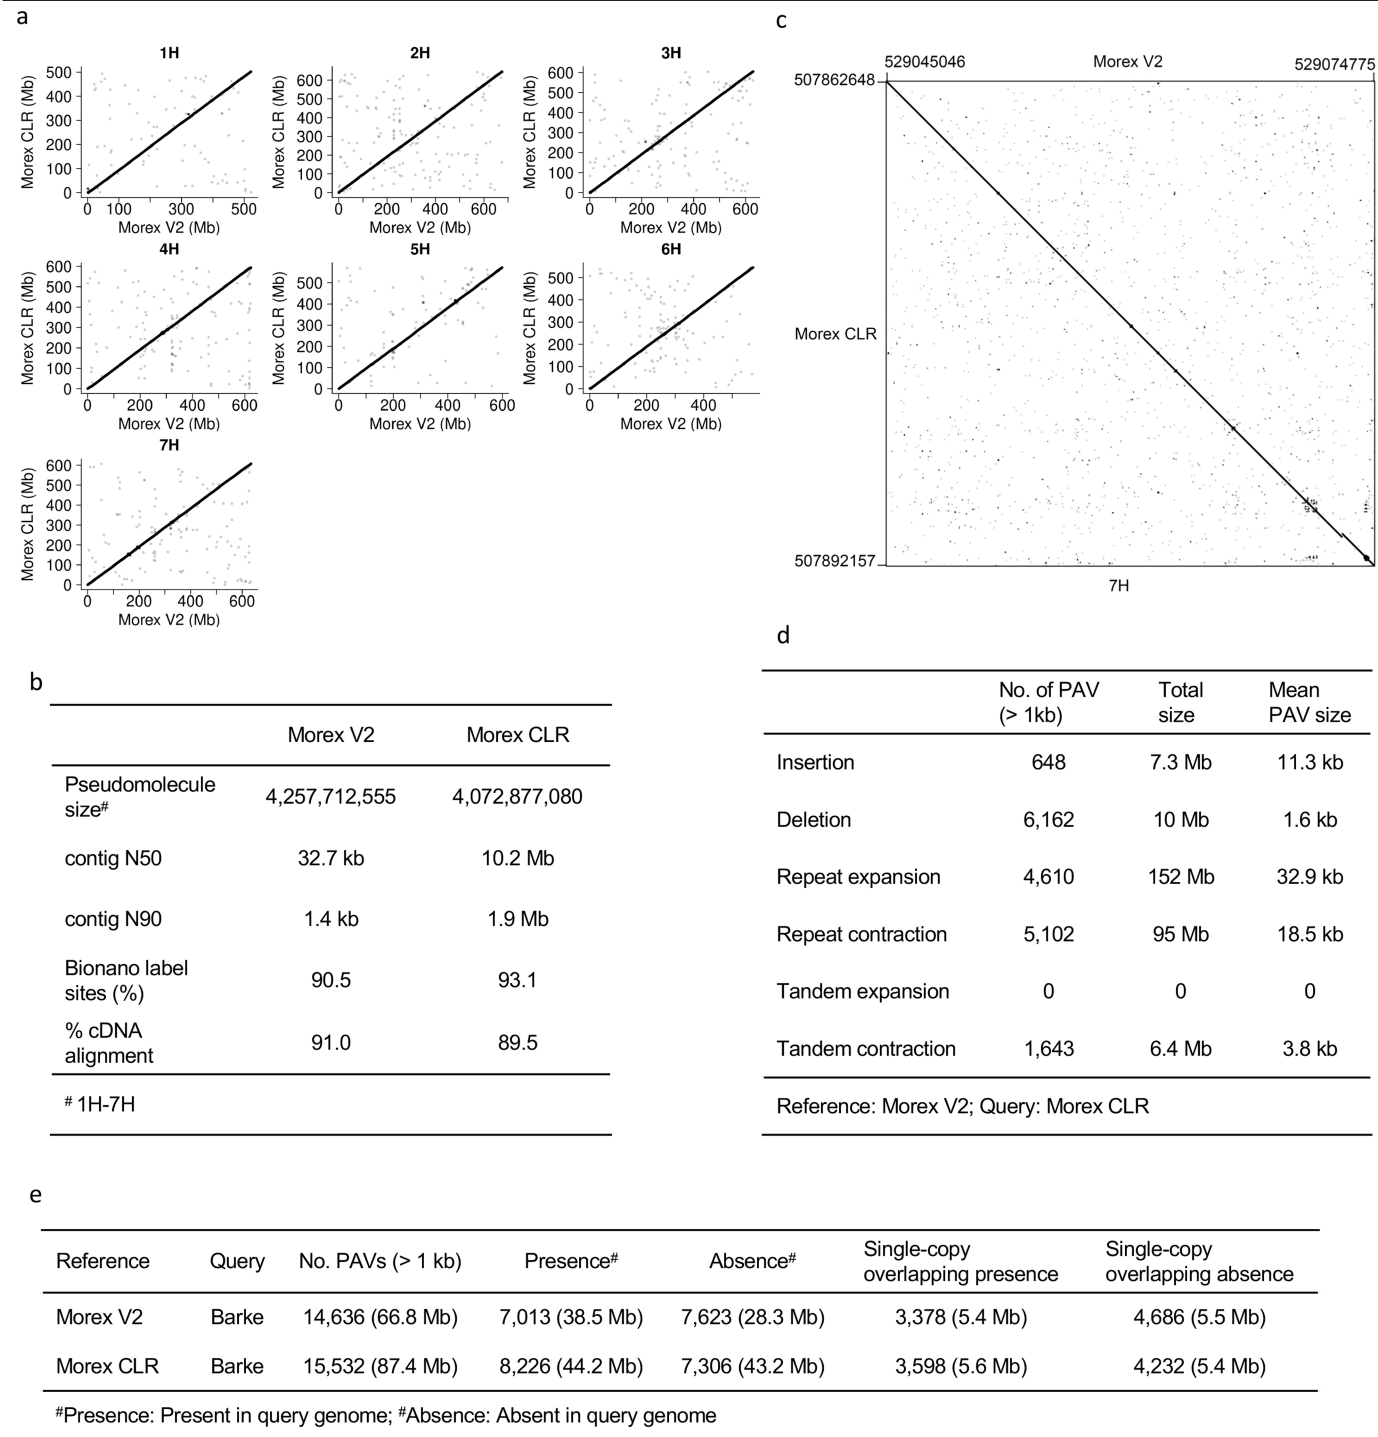 a
1H
500
400
300
200
100
0
Morex CLR (Mb)
0 100 300 500
Morex V2 (Mb)
2H
600
500
400
300
200
100
0
Morex CLR (Mb)
0 200 400 600
Morex V2 (Mb)
3H
600
500
400
300
200
100
0
Morex CLR (Mb)
0 200 400 600
Morex V2 (Mb)
4H
600
500
400
300
200
100
0
Morex CLR (Mb)
0 200 400 600
Morex V2 (Mb)
5H
500
400
300
200
100
0
Morex CLR (Mb)
0 200 400 600
Morex V2 (Mb)
6H
500
400
300
200
100
0
Morex CLR (Mb)
0 200 400
Morex V2 (Mb)
7H
600
500
400
300
200
100
0
Morex CLR (Mb)
0 200 400 600
Morex V2 (Mb)
c
529045046 Morex V2 529074775
507862648
Morex CLR
507892157
7H
b
Morex V2 Morex CLR
Pseudomolecule
size# 4,257,712,555 4,072,877,080
contig N50 32.7 kb 10.2 Mb
contig N90 1.4 kb 1.9 Mb
Bionano label
sites (%) 90.5 93.1
% cDNA
alignment 91.0 89.5
# 1H-7H
d
No. of PAV Total Mean
(> 1kb) size PAV size
Insertion 648 7.3 Mb 11.3 kb
Deletion 6,162 10 Mb 1.6 kb
Repeat expansion 4,610 152 Mb 32.9 kb
Repeat contraction 5,102 95 Mb 18.5 kb
Tandem expansion 0 0 0
Tandem contraction 1,643 6.4 Mb 3.8 kb
Reference: Morex V2; Query: Morex CLR
e
Reference Query No. PAVs (> 1 kb) Presence# Absence# Single-copy overlapping presence Single-copy overlapping absence
Morex V2 Barke 14,636 (66.8 Mb) 7,013 (38.5 Mb) 7,623 (28.3 Mb) 3,378 (5.4 Mb) 4,686 (5.5 Mb)
Morex CLR Barke 15,532 (87.4 Mb) 8,226 (44.2 Mb) 7,306 (43.2 Mb) 3,598 (5.6 Mb) 4,232 (5.4 Mb)
#Presence: Present in query genome; #Absence: Absent in query genome